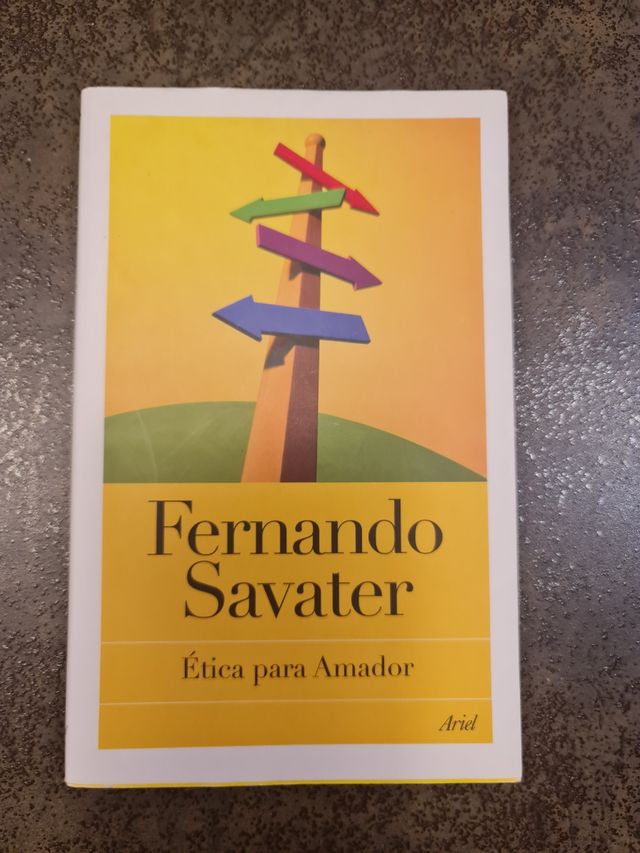 Fernando
Savater
Ética para Amador
Ariel